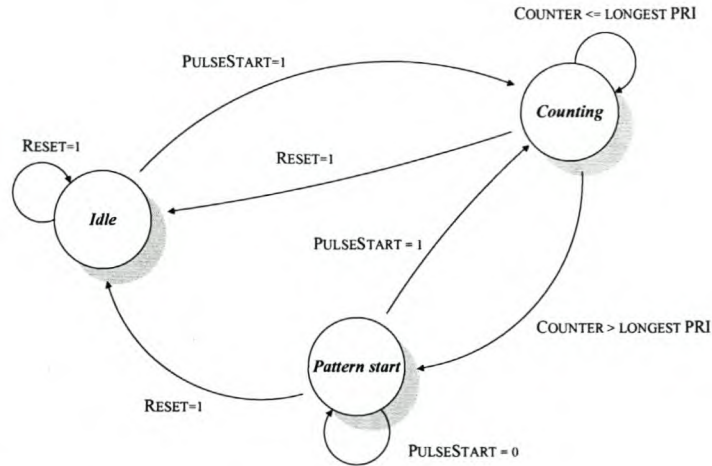 COUNTER <= LONGEST PRI
PULSESTART=1
Counting
RESET=1
RESET=1
Idle
PULSESTART = 1
COUNTER > LONGEST PRI
Pattern start
RESET=1
PULSESTART = 0